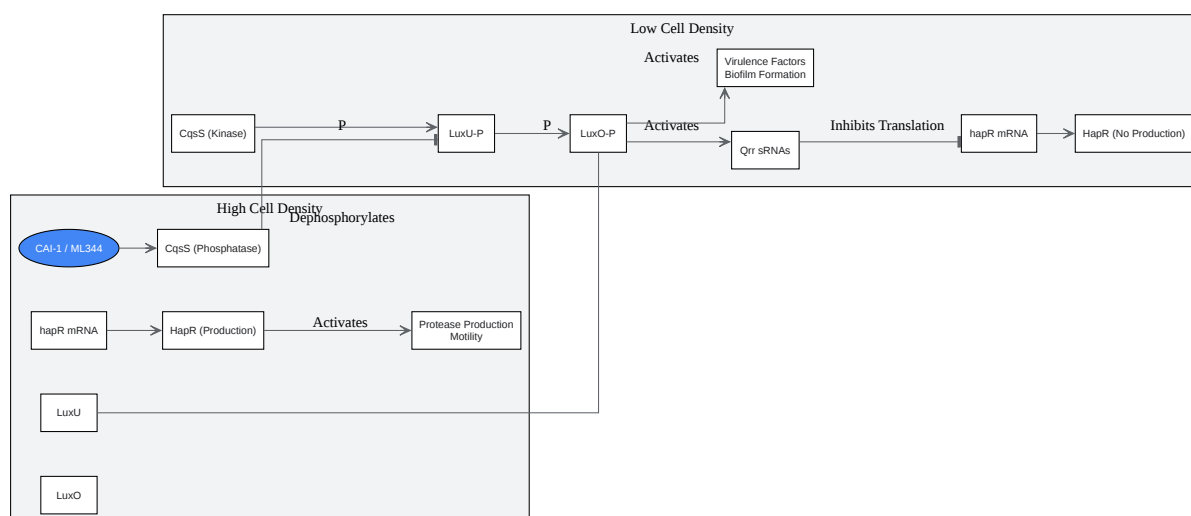 Low Cell Density
Activates
Virulence Factors
Biofilm Formation
CqsS (Kinase)
P
LuxU-P
P
LuxO-P
Activates
Qrr sRNAs
Inhibits Translation
hapR mRNA
HapR (No Production)
High Cell Density
Dephosphorylates
CAI-1 / ML344
CqsS (Phosphatase)
hapR mRNA
HapR (Production)
Activates
Protease Production
Motility
LuxU
LuxO